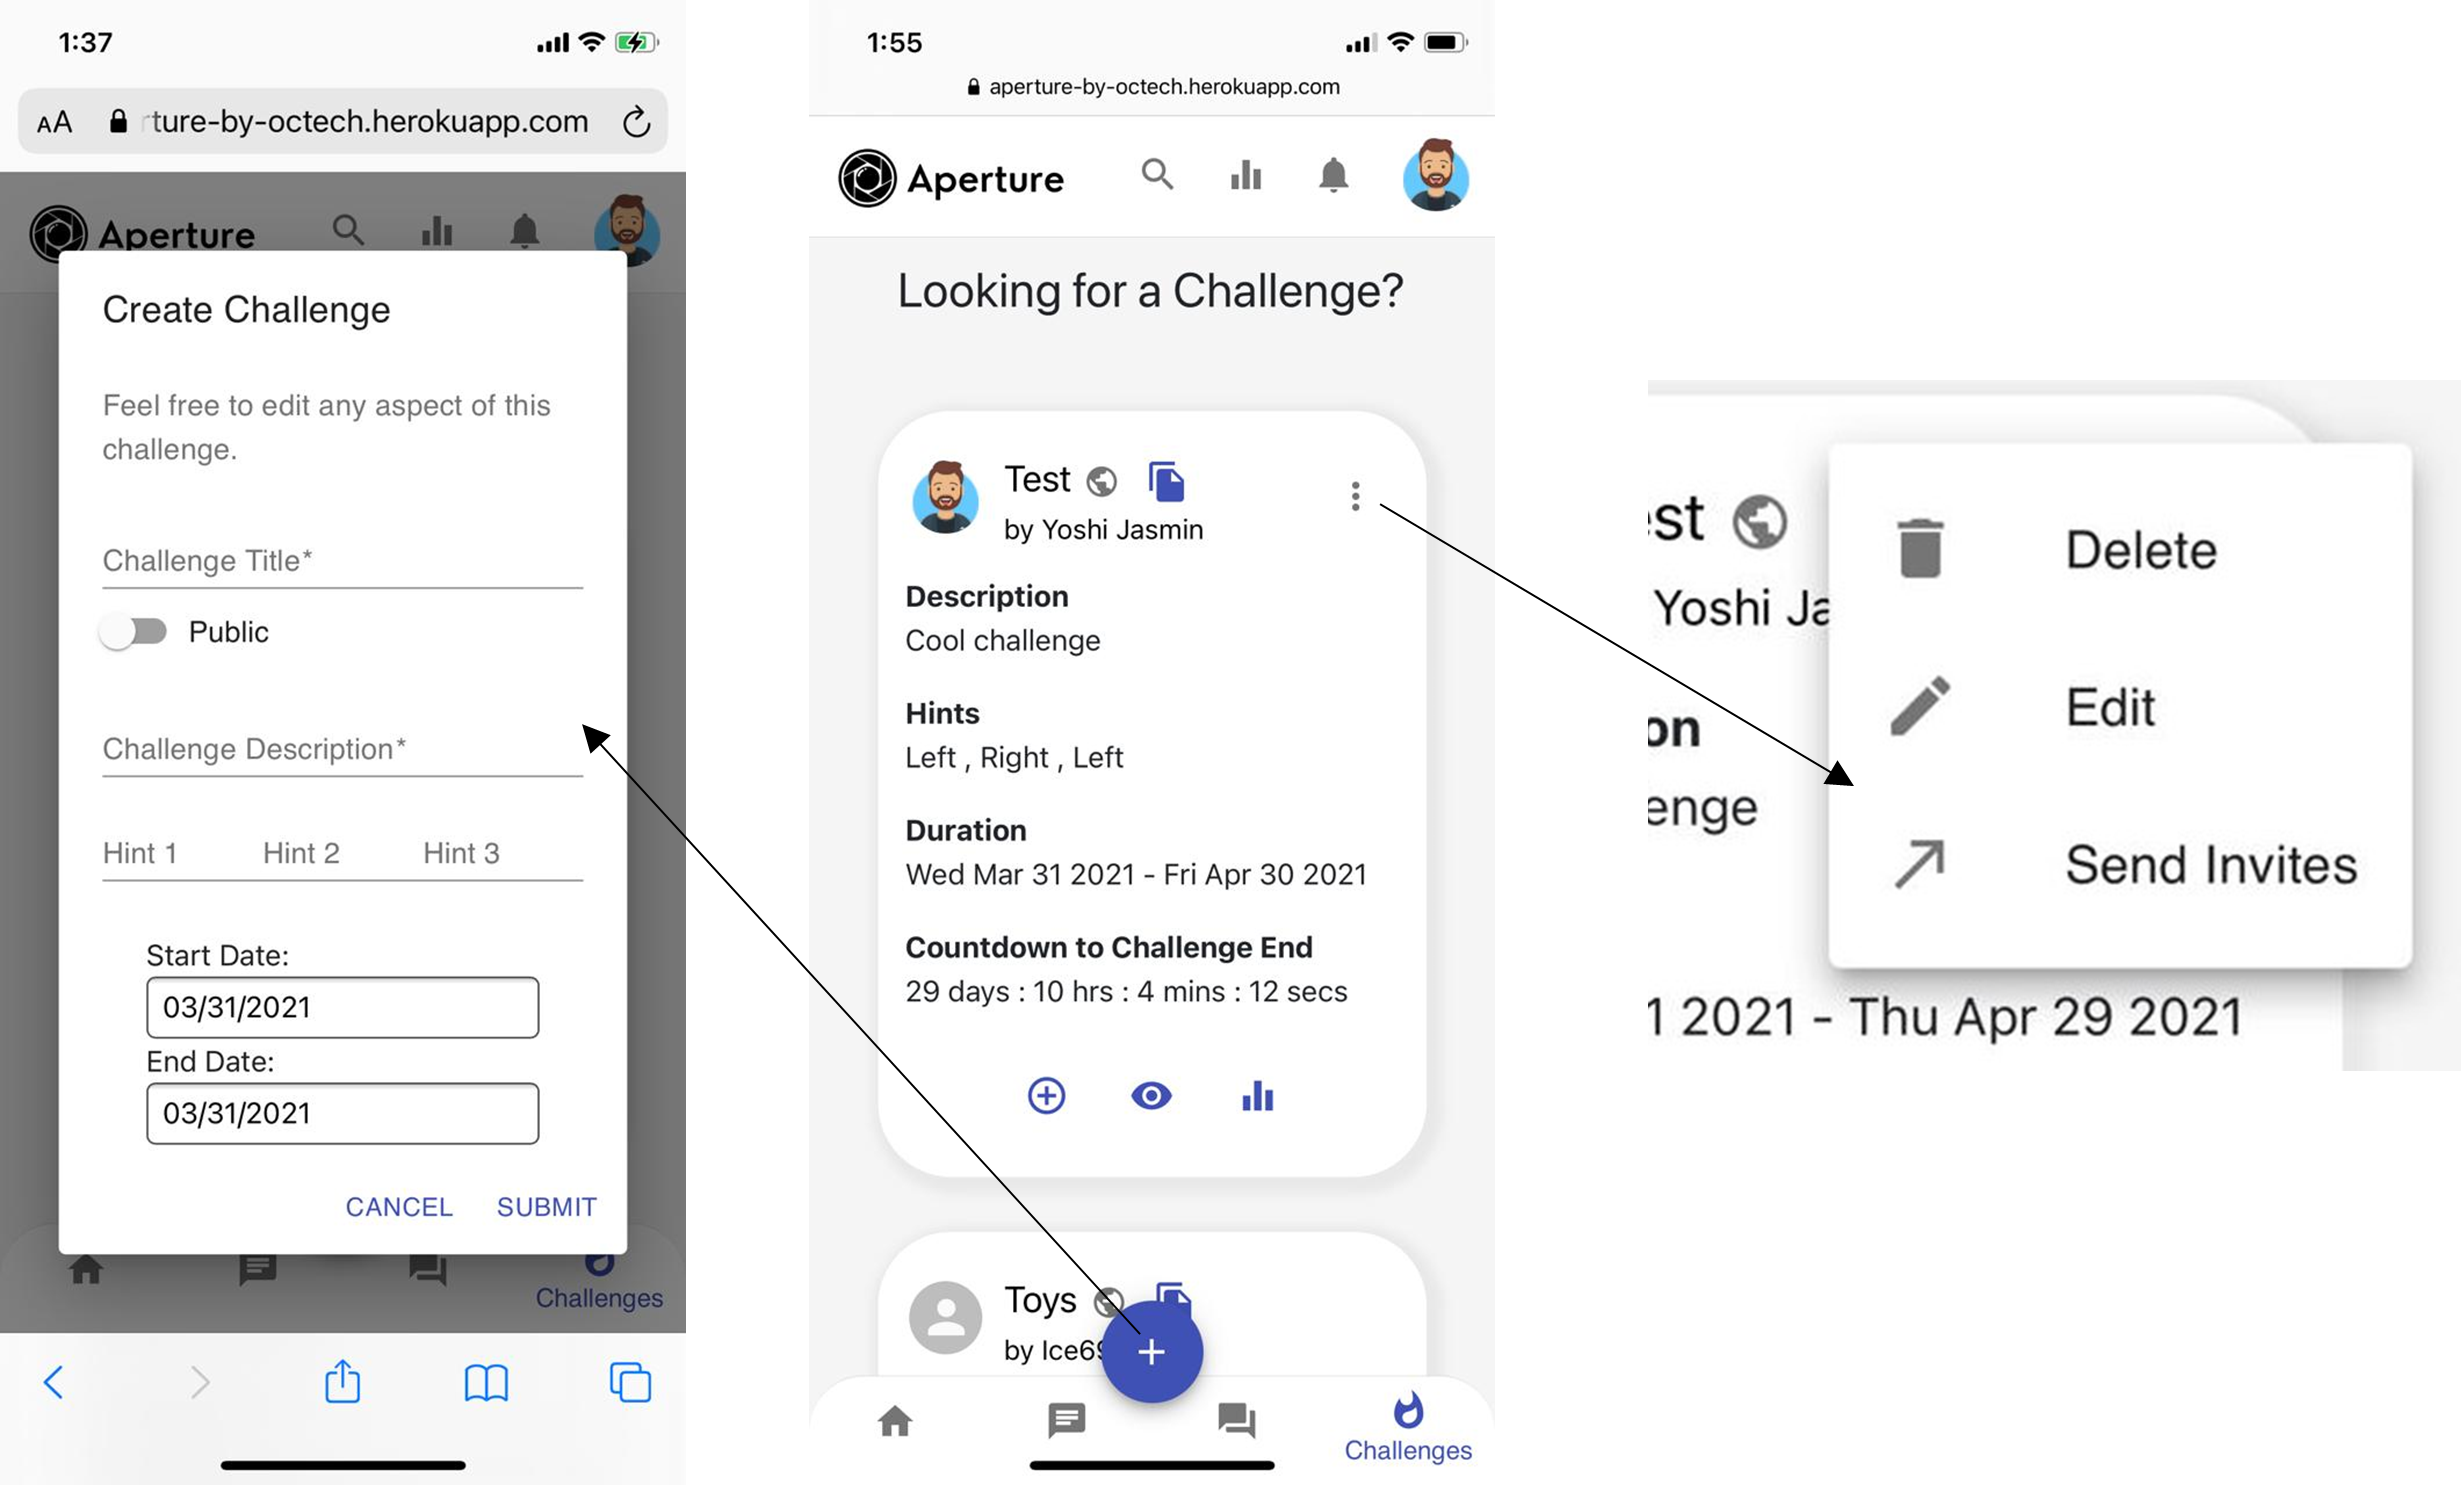 1:37
AA rture-by-octech.herokuapp.com
Aperture
Create Challenge
Feel free to edit any aspect of this
challenge.
Challenge Title*
Public
Challenge Description*
Hint 1 Hint 2 Hint 3
Start Date:
03/31/2021
End Date:
03/31/2021
CANCEL SUBMIT
Challenges
1:55
aperture-by-octech.herokuapp.com
Aperture
Looking for a Challenge?
Test
by Yoshi Jasmin
Description
Cool challenge
Hints
Left , Right , Left
Duration
Wed Mar 31 2021 - Fri Apr 30 2021
Countdown to Challenge End
29 days : 10 hrs : 4 mins : 12 secs
Toys
by Ice69
Challenges
st
Yoshi Ja
on
enge
Delete
Edit
Send Invites
1 2021 - Thu Apr 29 2021